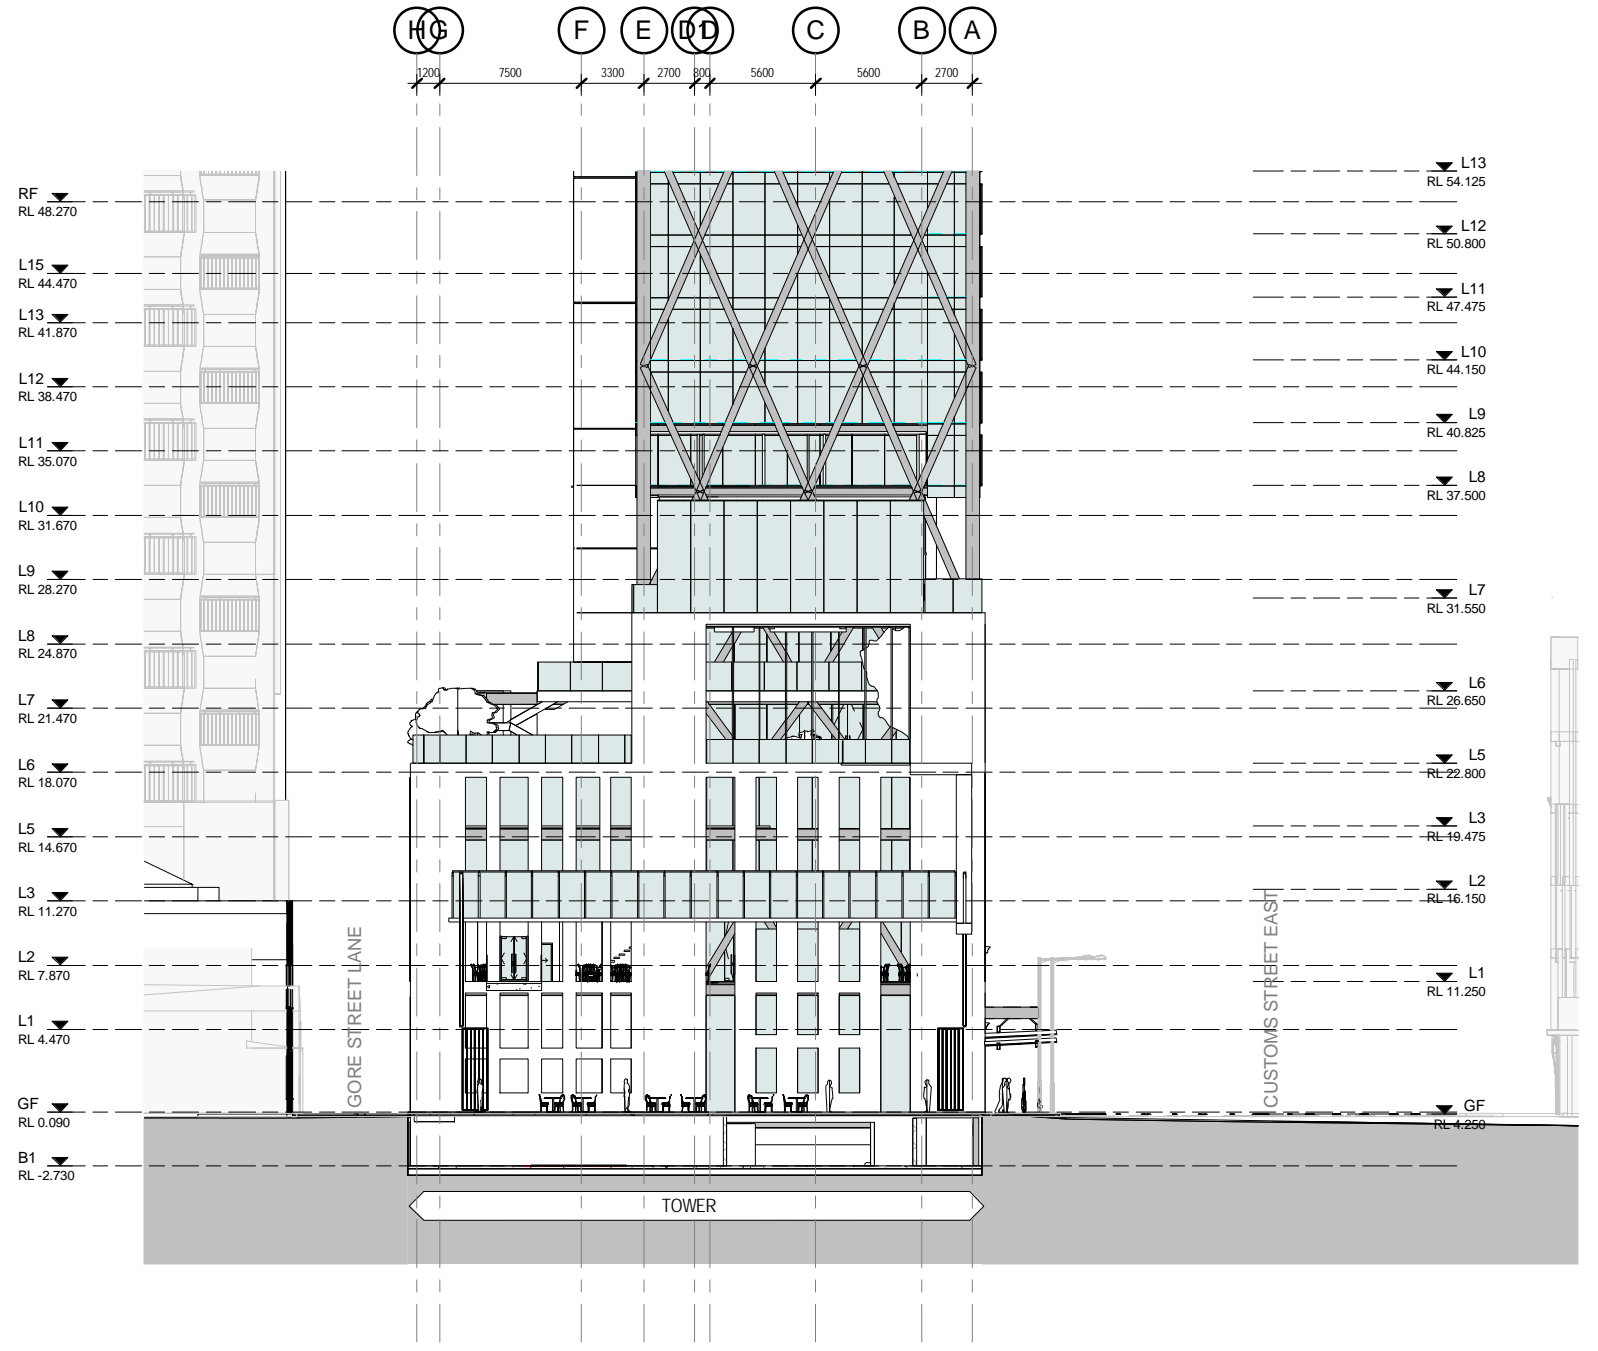 H G F E D1 D C B A
1200 7500 3300 2700 800 5600 5600 2700
RF
RL 48.270
L15
RL 44.470
L13
RL 41.870
L12
RL 38.470
L11
RL 35.070
L10
RL 31.670
L9
RL 28.270
L8
RL 24.870
L7
RL 21.470
L6
RL 18.070
L5
RL 14.670
L3
RL 11.270
L2
RL 7.870
L1
RL 4.470
GF
RL 0.090
B1
RL -2.730
GORE STREET LANE
TOWER
CUSTOMS STREET EAST
L13
RL 54.125
L12
RL 50.800
L11
RL 47.475
L10
RL 44.150
L9
RL 40.825
L8
RL 37.500
L7
RL 31.550
L6
RL 26.650
L5
RL 22.800
L3
RL 19.475
L2
RL 16.150
L1
RL 11.250
GF
RL 4.250